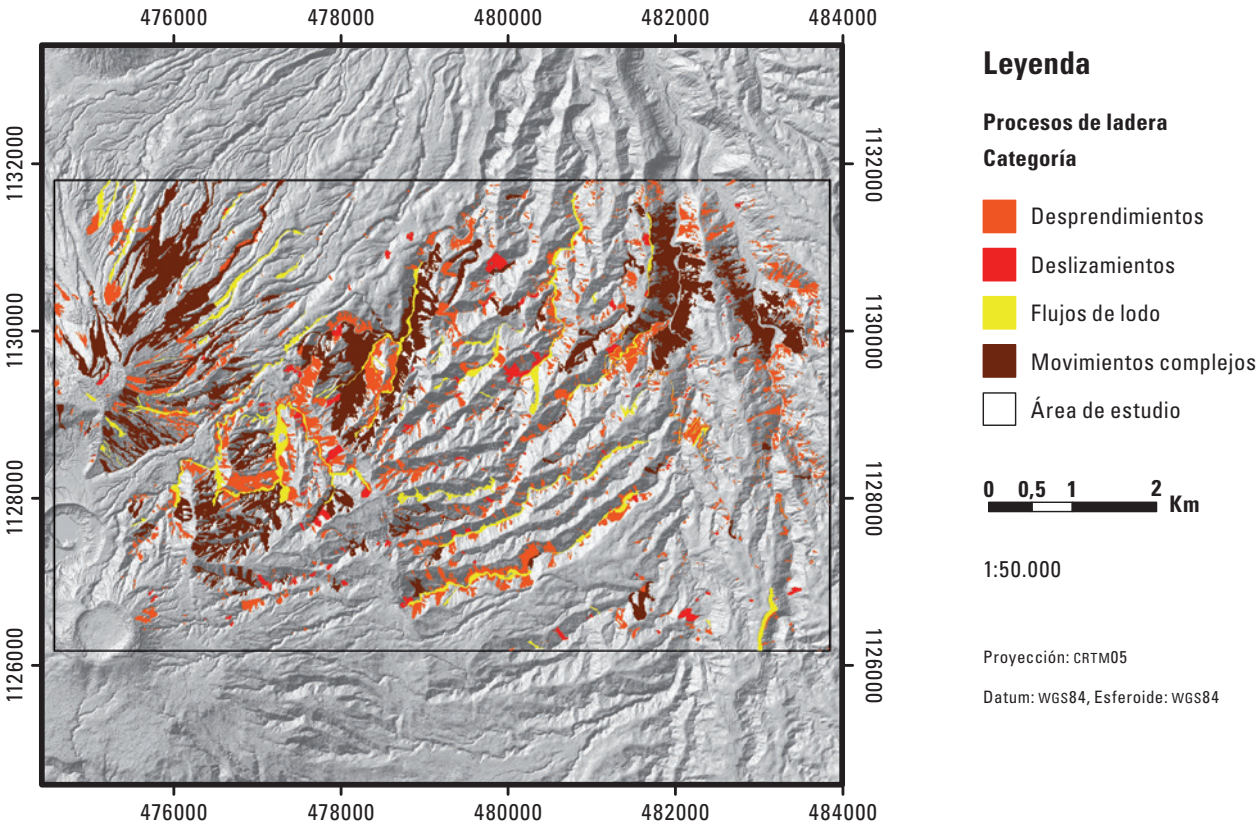 476000 478000 480000 482000 484000
1132000 1132000
1130000 1130000
1128000 1128000
1126000 1126000
476000 478000 480000 482000 484000
Leyenda
Procesos de ladera
Categoría
Desprendimientos
Deslizamientos
Flujos de lodo
Movimientos complejos
Área de estudio
0 0,5 1 2 Km
1:50.000
Proyección: CRTM05
Datum: WGS84, Esferoide: WGS84